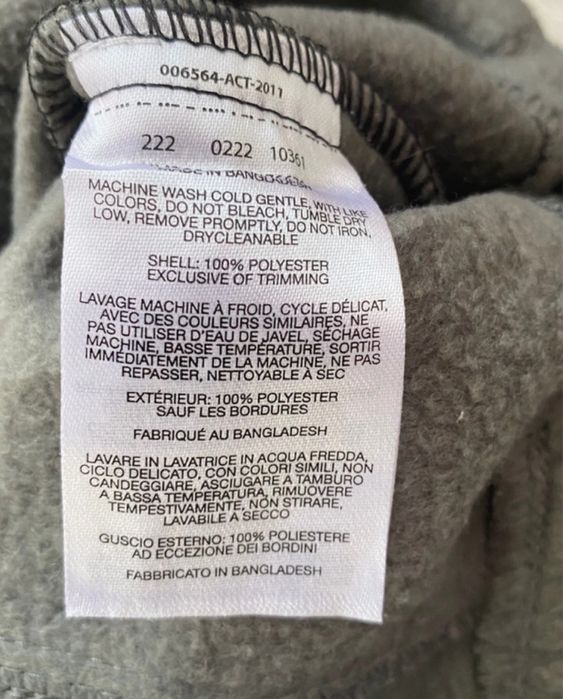 006564-ACT-2011
222 0222 10361
MADE IN BANGLADESH
MACHINE WASH COLD GENTLE, WITH LIKE
COLORS, DO NOT BLEACH, TUMBLE DRY
LOW, REMOVE PROMPTLY, DO NOT IRON,
DRYCLEANABLE
SHELL: 100% POLYESTER
EXCLUSIVE OF TRIMMING
LAVAGE MACHINE À FROID, CYCLE DÉLICAT,
AVEC DES COULEURS SIMILAIRES, NE
PAS UTILISER D'EAU DE JAVEL, SÉCHAGE
MACHINE, BASSE TEMPÉRATURE, SORTIR
IMMÉDIATEMENT DE LA MACHINE, NE PAS
REPASSER, NETTOYABLE À SEC
EXTÉRIEUR: 100% POLYESTER
SAUF LES BORDURES
FABRIQUÉ AU BANGLADESH
LAVARE IN LAVATRICE IN ACQUA FREDDA,
CICLO DELICATO, CON COLORI SIMILI, NON
CANDEGGIARE, ASCIUGARE A TAMBURO
A BASSA TEMPERATURA, RIMUOVERE
TEMPESTIVAMENTE, NON STIRARE,
LAVABILE A SECCO
GUSCIO ESTERNO: 100% POLIESTERE
AD ECCEZIONE DEI BORDINI
FABBRICATO IN BANGLADESH